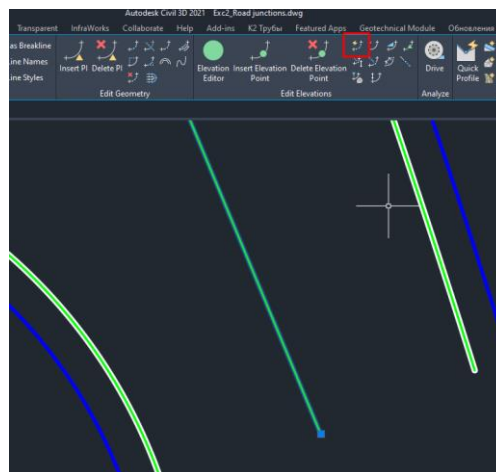 Autodesk Civil 3D 2021 Exc2_Road junctions.dwg
Transparent InfraWorks Collaborate Help Add-ins К2 Трубы Featured Apps Geotechnical Module Обновления
as Breakline
ine Names
ine Styles
Insert PI Delete PI
Elevation Editor
Insert Elevation Point
Delete Elevation Point
Drive
Quick Profile
Edit Geometry Edit Elevations Analyze